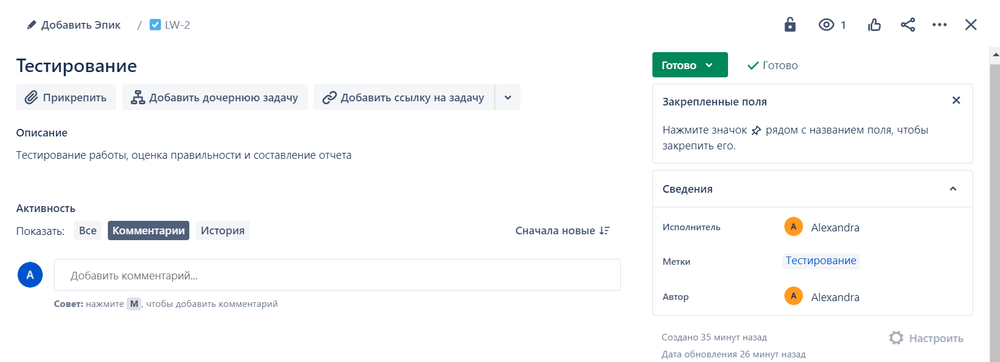 Добавить Эпик / LW-2
1
Тестирование
Прикрепить Добавить дочернюю задачу Добавить ссылку на задачу
Описание
Тестирование работы, оценка правильности и составление отчета
Активность
Показать: Все Комментарии История Сначала новые
А Добавить комментарий...
Совет: нажмите М, чтобы добавить комментарий
Готово Готово
Закрепленные поля
Нажмите значок рядом с названием поля, чтобы
закрепить его.
Сведения
Исполнитель A Alexandra
Метки Тестирование
Автор A Alexandra
Создано 35 минут назад Настроить
Дата обновления 26 минут назад